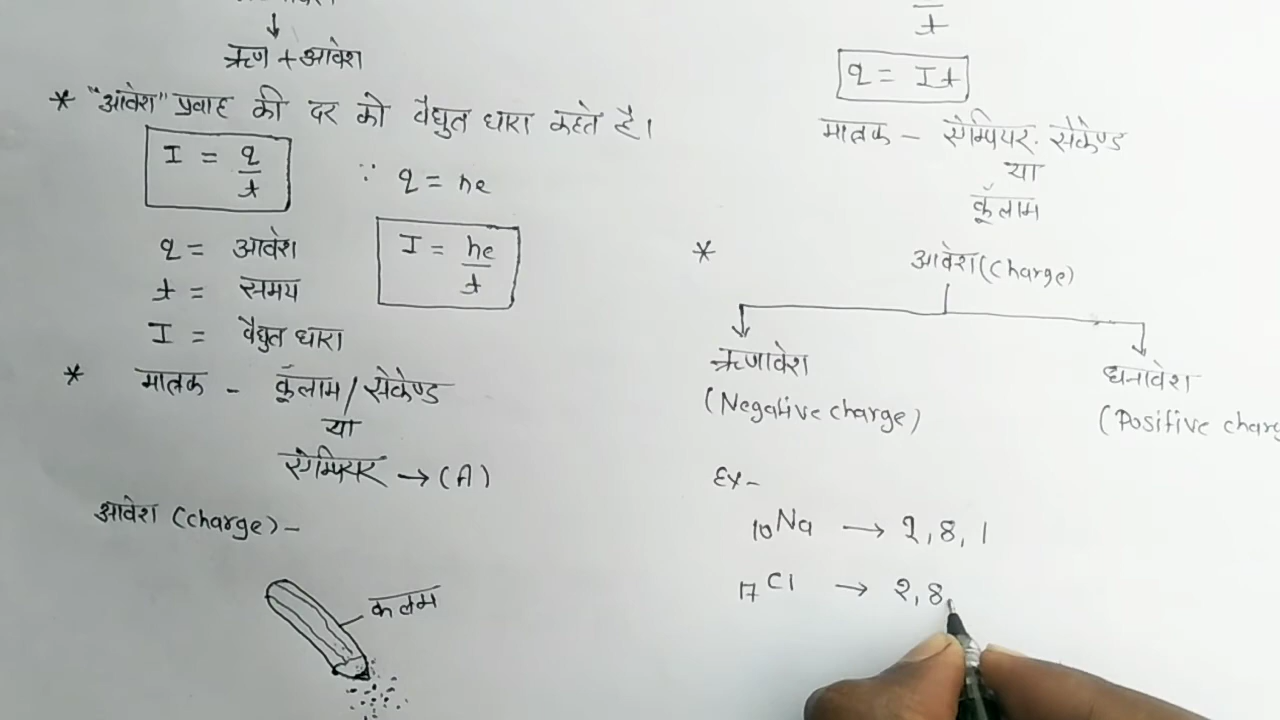 ऋण + आवेश
* "आवेश" प्रवाह की दर को वैद्युत धारा कहते है।
I = q/t
∵ q = ne
I = ne/t
q = आवेश
t = समय
I = वैद्युत धारा
* मात्रक - कूॅलाम/सेकेण्ड
या
ऐम्पियर → (A)
आवेश (charge) -
कलम
t
q = It
मात्रक - ऐम्पियर. सेकेण्ड
या
कूॅलाम
*
आवेश (charge)
ऋणावेश
(Negative charge)
धनावेश
(Positive charg
Ex-
10Na → 2, 8, 1
17Cl → 2, 8,